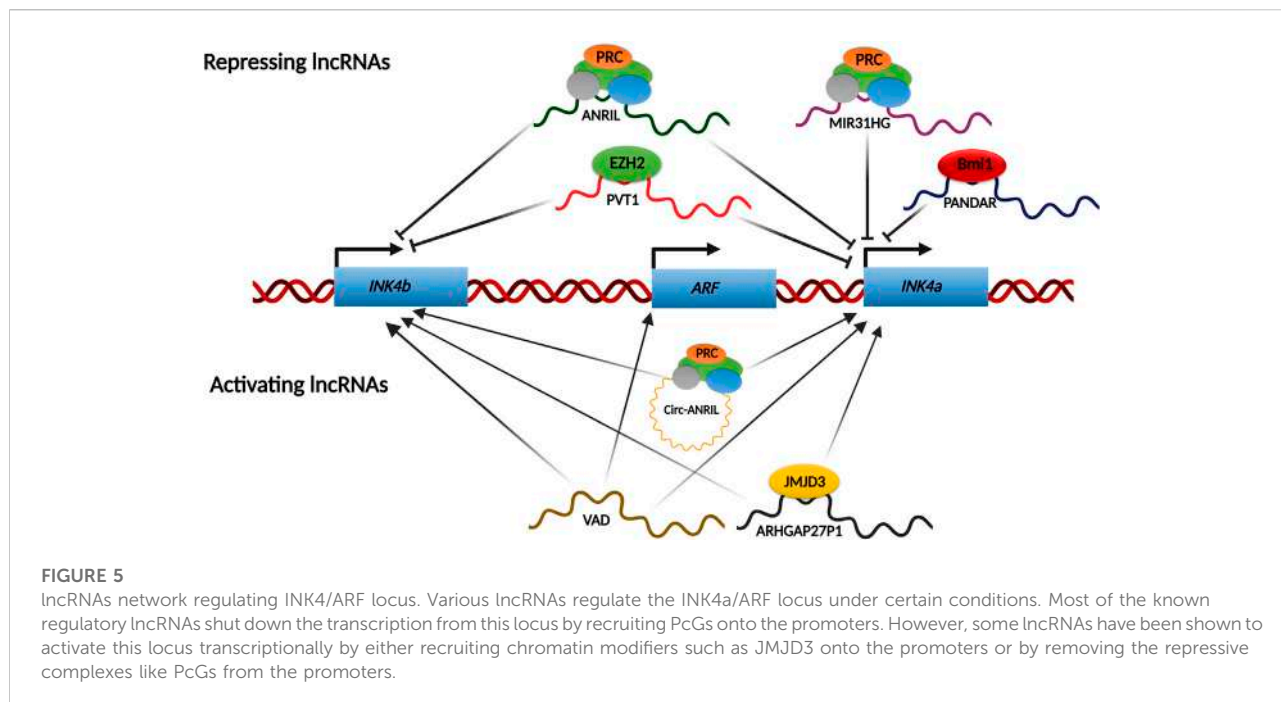 Repressing lncRNAs
PRC
ANRIL
PRC
MIR31HG
EZH2
PVT1
Bmi1
PANDAR
INK4b
ARF
INK4a
Activating lncRNAs
PRC
Circ-ANRIL
VAD
JMJD3
ARHGAP27P1
FIGURE 5
lncRNAs network regulating INK4/ARF locus. Various lncRNAs regulate the INK4a/ARF locus under certain conditions. Most of the known
regulatory lncRNAs shut down the transcription from this locus by recruiting PcGs onto the promoters. However, some lncRNAs have been shown to
activate this locus transcriptionally by either recruiting chromatin modifiers such as JMJD3 onto the promoters or by removing the repressive
complexes like PcGs from the promoters.